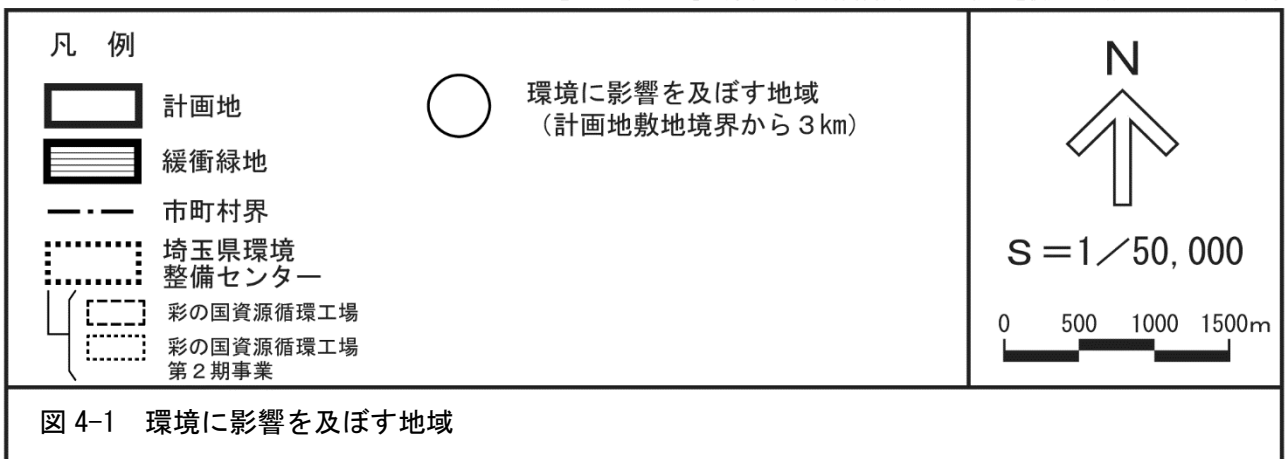 凡 例
計画地
緩衝緑地
市町村界
埼玉県環境
整備センター
彩の国資源循環工場
彩の国資源循環工場
第2期事業
環境に影響を及ぼす地域
(計画地敷地境界から3km)
N
S=1/50,000
0 500 1000 1500m
図 4-1 環境に影響を及ぼす地域